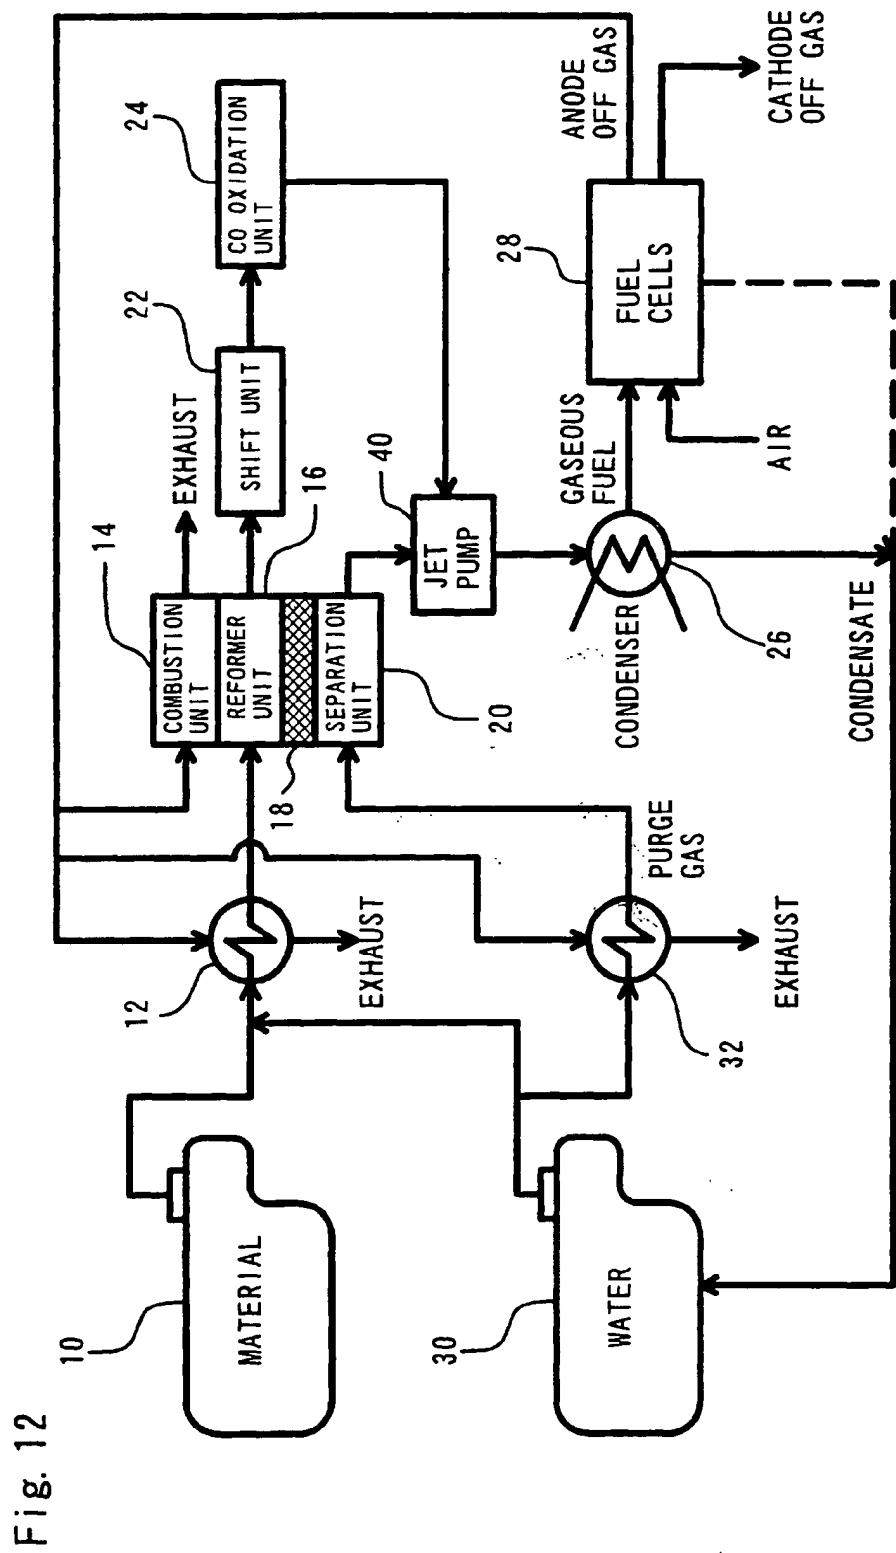 Fig. 12
10
MATERIAL
30
WATER
12
EXHAUST
32
EXHAUST
PURGE
GAS
14
COMBUSTION
UNIT
REFORMER
UNIT
16
18
SEPARATION
UNIT
20
EXHAUST
22
SHIFT UNIT
24
CO OXIDATION
UNIT
40
JET
PUMP
CONDENSER
26
CONDENSATE
GASEOUS
FUEL
AIR
28
FUEL
CELLS
ANODE
OFF GAS
CATHODE
OFF GAS